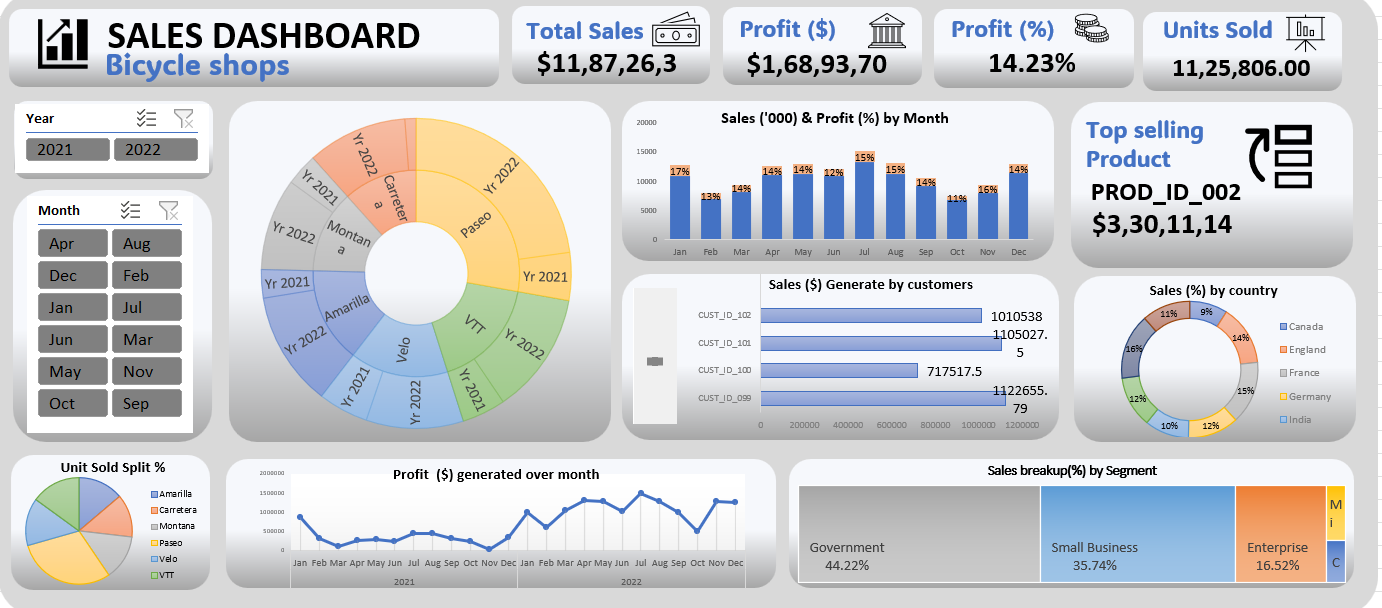 SALES DASHBOARD
Bicycle shops
Total Sales
$11,87,26,3
Profit ($)
$1,68,93,70
Profit (%)
14.23%
Units Sold
11,25,806.00
Year
2021 2022
Month
Apr Aug
Dec Feb
Jan Jul
Jun Mar
May Nov
Oct Sep
Paseo
Yr 2022
Yr 2021
VTT
Yr 2022
Yr 2021
Velo
Yr 2022
Yr 2021
Amarilla
Yr 2022
Yr 2021
Montan
a
Yr 2022
Yr 2021
Carreter
a
Yr 2022
Sales ('000) & Profit (%) by Month
20000
15000
10000
5000
0
17% 13% 14% 14% 14% 12% 15% 15% 14% 11% 16% 14%
Jan Feb Mar Apr May Jun Jul Aug Sep Oct Nov Dec
Top selling
Product
PROD_ID_002
$3,30,11,14
Sales ($) Generate by customers
CUST_ID_102 1010538
CUST_ID_101 1105027.
5
CUST_ID_100 717517.5
CUST_ID_099 1122655.
79
0 200000 400000 600000 800000 1000000 1200000
Sales (%) by country
9%
14%
15%
12%
10%
12%
16%
11%
Canada
England
France
Germany
India
Unit Sold Split %
Amarilla
Carretera
Montana
Paseo
Velo
VTT
Profit ($) generated over month
2000000
1500000
1000000
500000
0
Jan Feb Mar Apr May Jun Jul Aug Sep Oct Nov Dec Jan Feb Mar Apr May Jun Jul Aug Sep Oct Nov Dec
2021 2022
Sales breakup(%) by Segment
Government
44.22%
Small Business
35.74%
Enterprise
16.52%
M
i
C